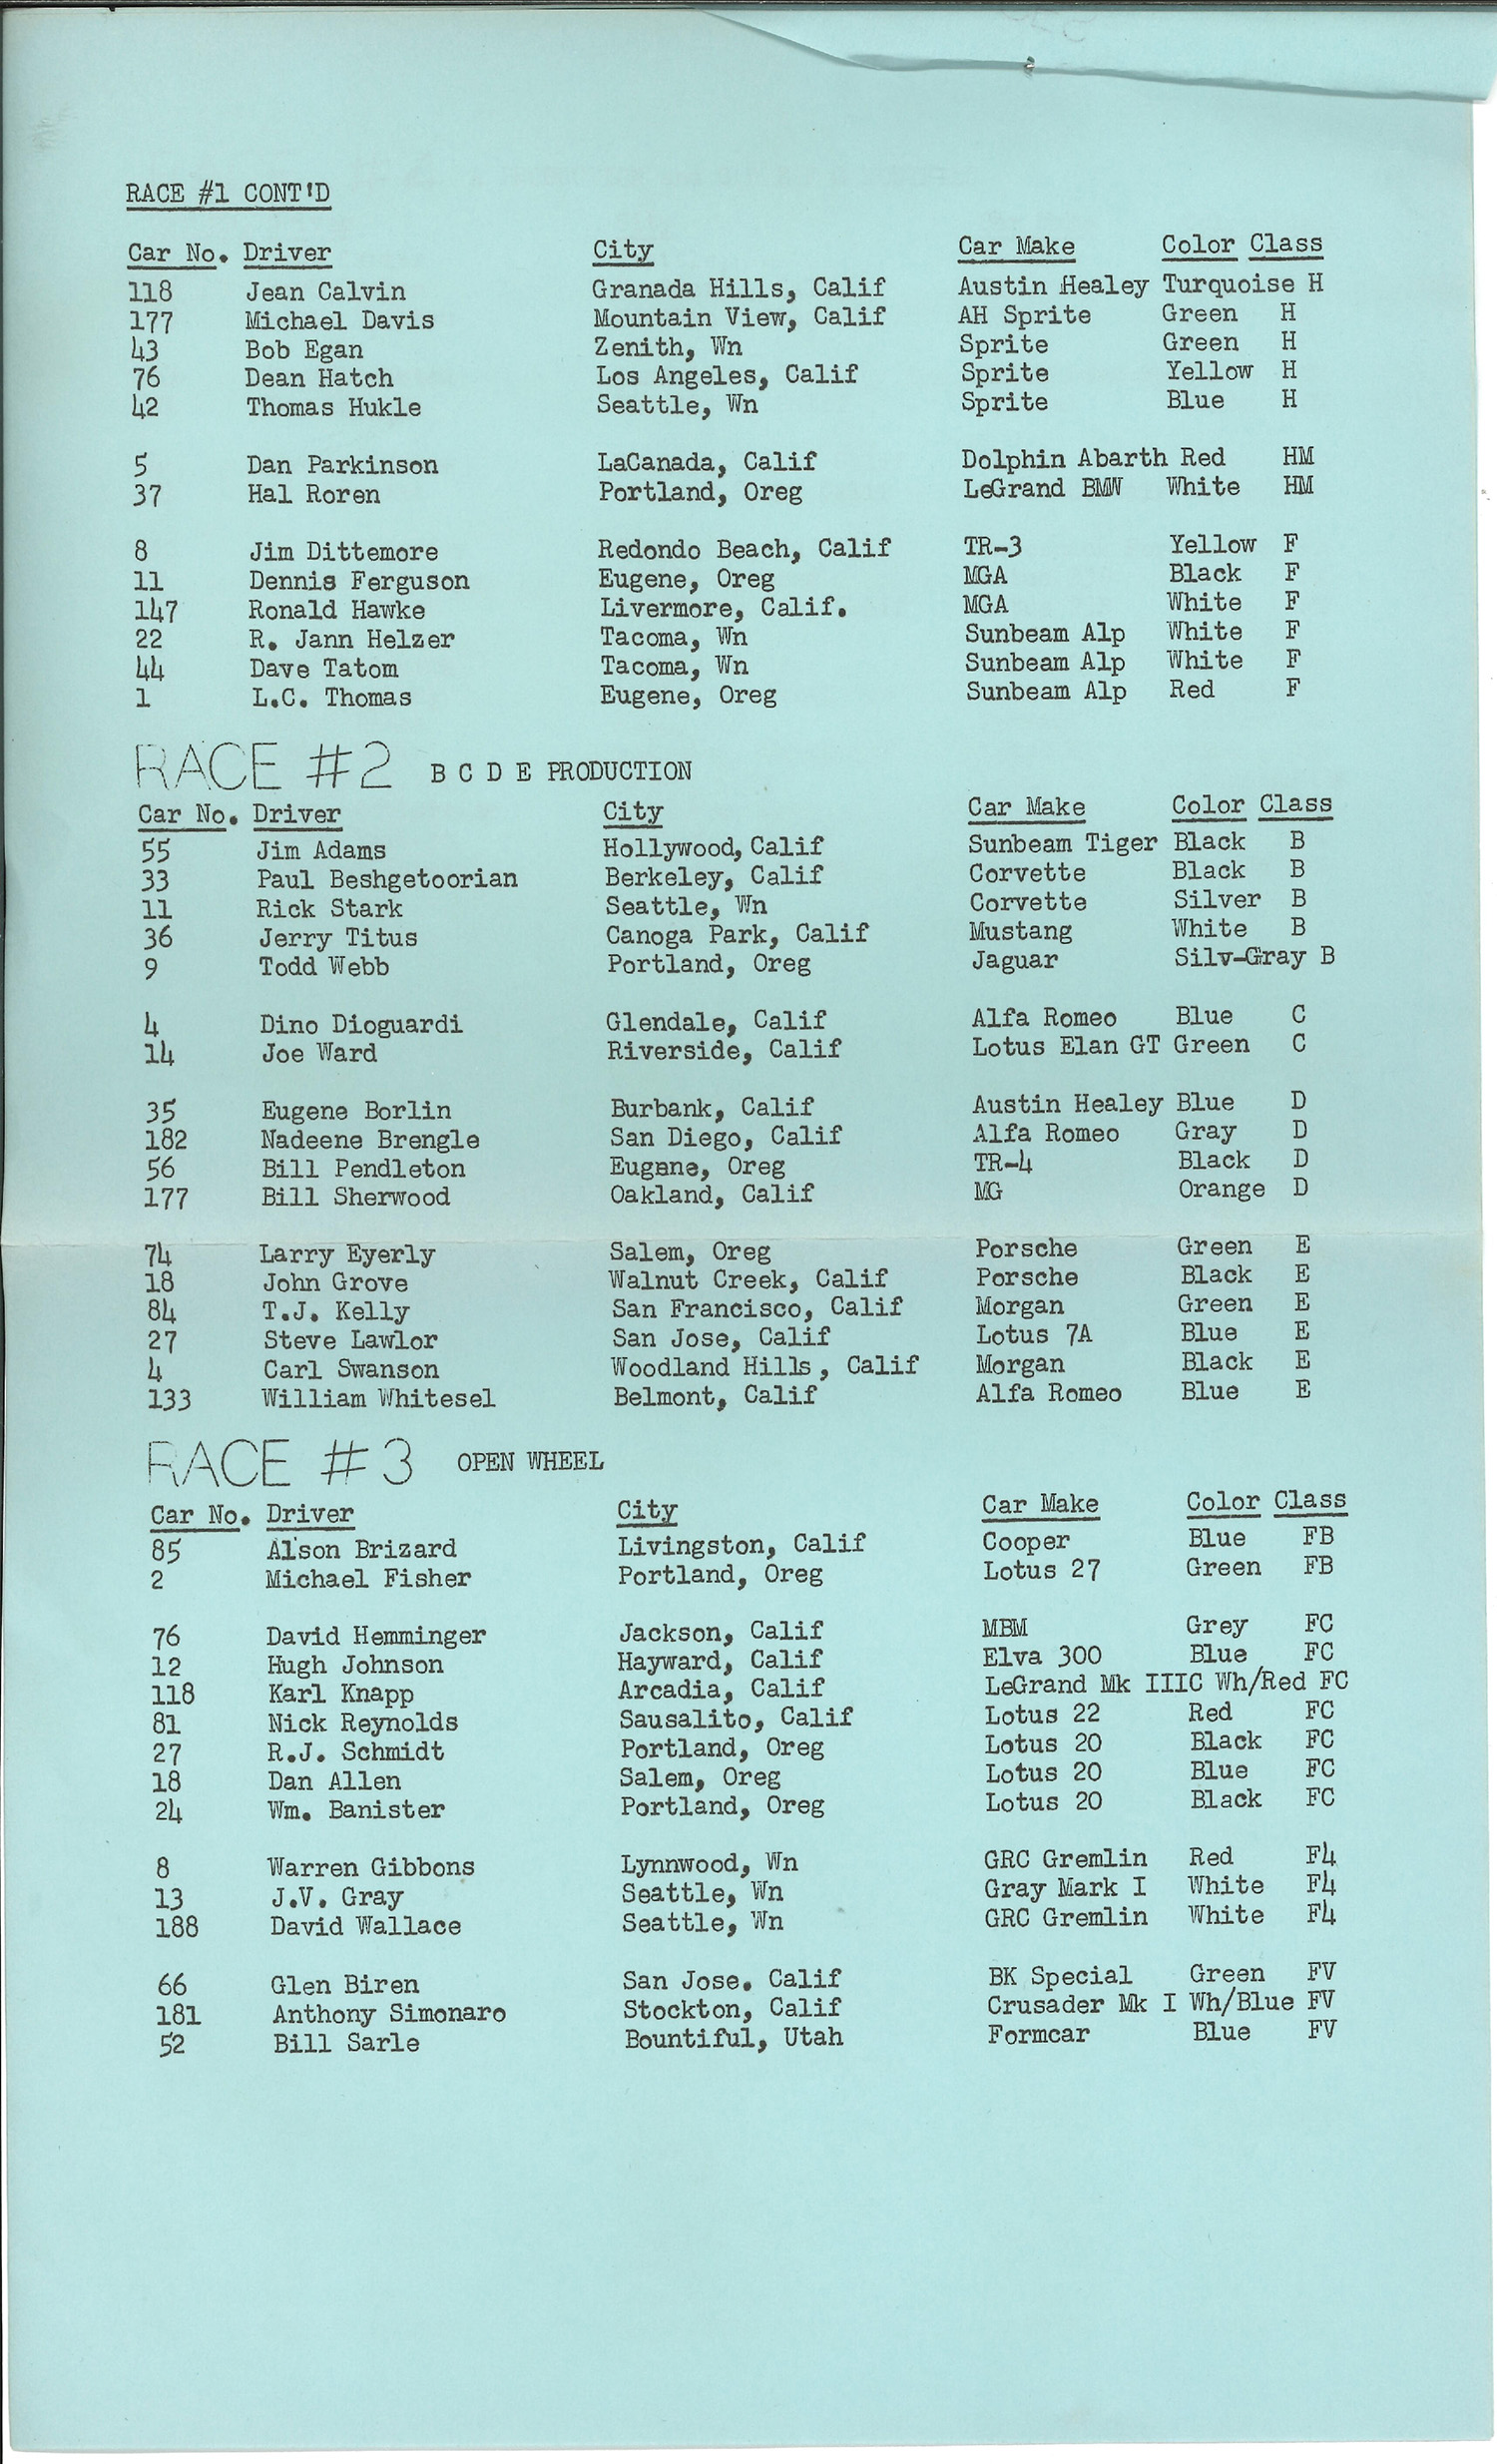 RACE #1 CONT'D
Car No. Driver City Car Make Color Class
118 Jean Calvin Granada Hills, Calif Austin Healey Turquoise H
177 Michael Davis Mountain View, Calif AH Sprite Green H
43 Bob Egan Zenith, Wn Sprite Green H
76 Dean Hatch Los Angeles, Calif Sprite Yellow H
42 Thomas Hukle Seattle, Wn Sprite Blue H
5 Dan Parkinson LaCanada, Calif Dolphin Abarth Red HM
37 Hal Roren Portland, Oreg LeGrand BMW White HM
8 Jim Dittemore Redondo Beach, Calif TR-3 Yellow F
11 Dennis Ferguson Eugene, Oreg MGA Black F
147 Ronald Hawke Livermore, Calif. MGA White F
22 R. Jann Helzer Tacoma, Wn Sunbeam Alp White F
44 Dave Tatom Tacoma, Wn Sunbeam Alp White F
1 L.C. Thomas Eugene, Oreg Sunbeam Alp Red F
RACE #2 B C D E PRODUCTION
Car No. Driver City Car Make Color Class
55 Jim Adams Hollywood, Calif Sunbeam Tiger Black B
33 Paul Beshgetoorian Berkeley, Calif Corvette Black B
11 Rick Stark Seattle, Wn Corvette Silver B
36 Jerry Titus Canoga Park, Calif Mustang White B
9 Todd Webb Portland, Oreg Jaguar Silv-Gray B
4 Dino Dioguardi Glendale, Calif Alfa Romeo Blue C
14 Joe Ward Riverside, Calif Lotus Elan GT Green C
35 Eugene Borlin Burbank, Calif Austin Healey Blue D
182 Nadeene Brengle San Diego, Calif Alfa Romeo Gray D
56 Bill Pendleton Eugene, Oreg TR-4 Black D
177 Bill Sherwood Oakland, Calif MG Orange D
74 Larry Eyerly Salem, Oreg Porsche Green E
18 John Grove Walnut Creek, Calif Porsche Black E
84 T.J. Kelly San Francisco, Calif Morgan Green E
27 Steve Lawlor San Jose, Calif Lotus 7A Blue E
4 Carl Swanson Woodland Hills, Calif Morgan Black E
133 William Whitesel Belmont, Calif Alfa Romeo Blue E
RACE #3 OPEN WHEEL
Car No. Driver City Car Make Color Class
85 Alson Brizard Livingston, Calif Cooper Blue FB
2 Michael Fisher Portland, Oreg Lotus 27 Green FB
76 David Hemminger Jackson, Calif MBM Grey FC
12 Hugh Johnson Hayward, Calif Elva 300 Blue FC
118 Karl Knapp Arcadia, Calif LeGrand Mk IIIC Wh/Red FC
81 Nick Reynolds Sausalito, Calif Lotus 22 Red FC
27 R.J. Schmidt Portland, Oreg Lotus 20 Black FC
18 Dan Allen Salem, Oreg Lotus 20 Blue FC
24 Wm. Banister Portland, Oreg Lotus 20 Black FC
8 Warren Gibbons Lynnwood, Wn GRC Gremlin Red F4
13 J.V. Gray Seattle, Wn Gray Mark I White F4
188 David Wallace Seattle, Wn GRC Gremlin White F4
66 Glen Biren San Jose. Calif BK Special Green FV
181 Anthony Simonaro Stockton, Calif Crusader Mk I Wh/Blue FV
52 Bill Sarle Bountiful, Utah Formcar Blue FV